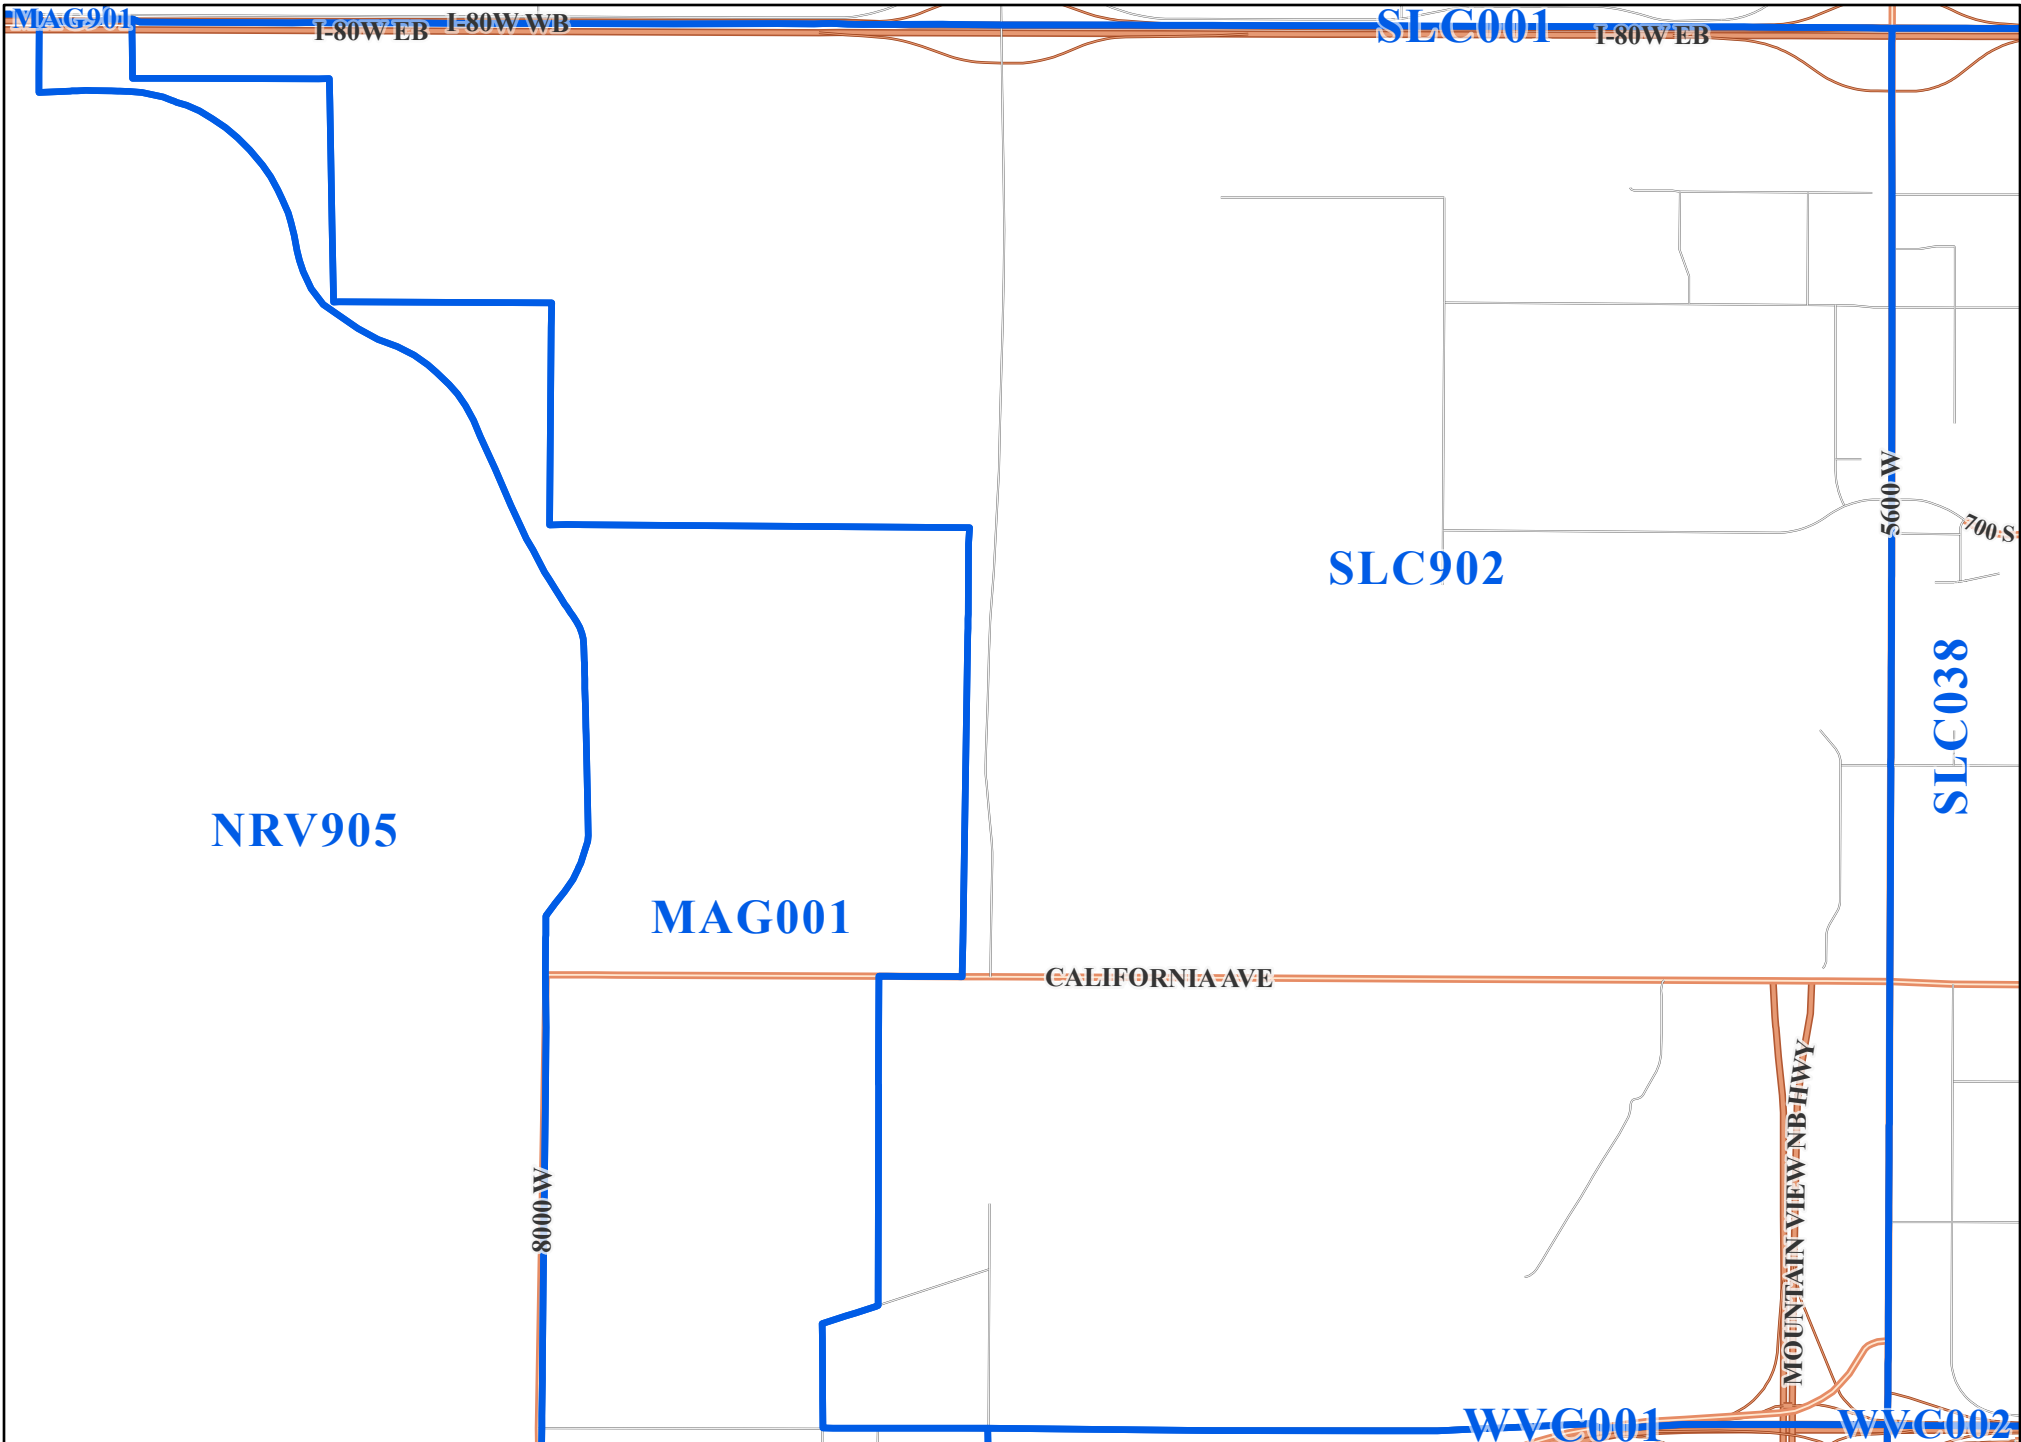 MAG901
I-80W EB
I-80W WB
SLC001
I-80W EB
5600 W
700 S
SLC902
SLC038
NRV905
MAG001
CALIFORNIA AVE
MOUNTAIN VIEW NB HWY
8000 W
WVC001
WVC002